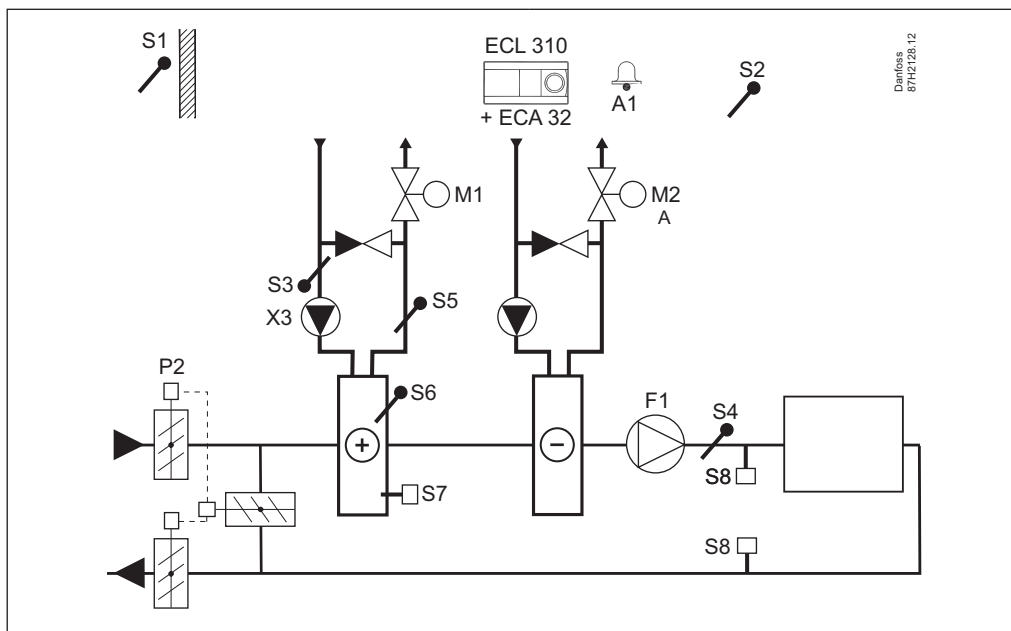 S1
ECL 310
+ ECA 32
A1
S2
Danfoss
87H2128.12
M1
M2
A
S3
X3
S5
P2
S6
F1
S4
+
−
S7
S8
S8